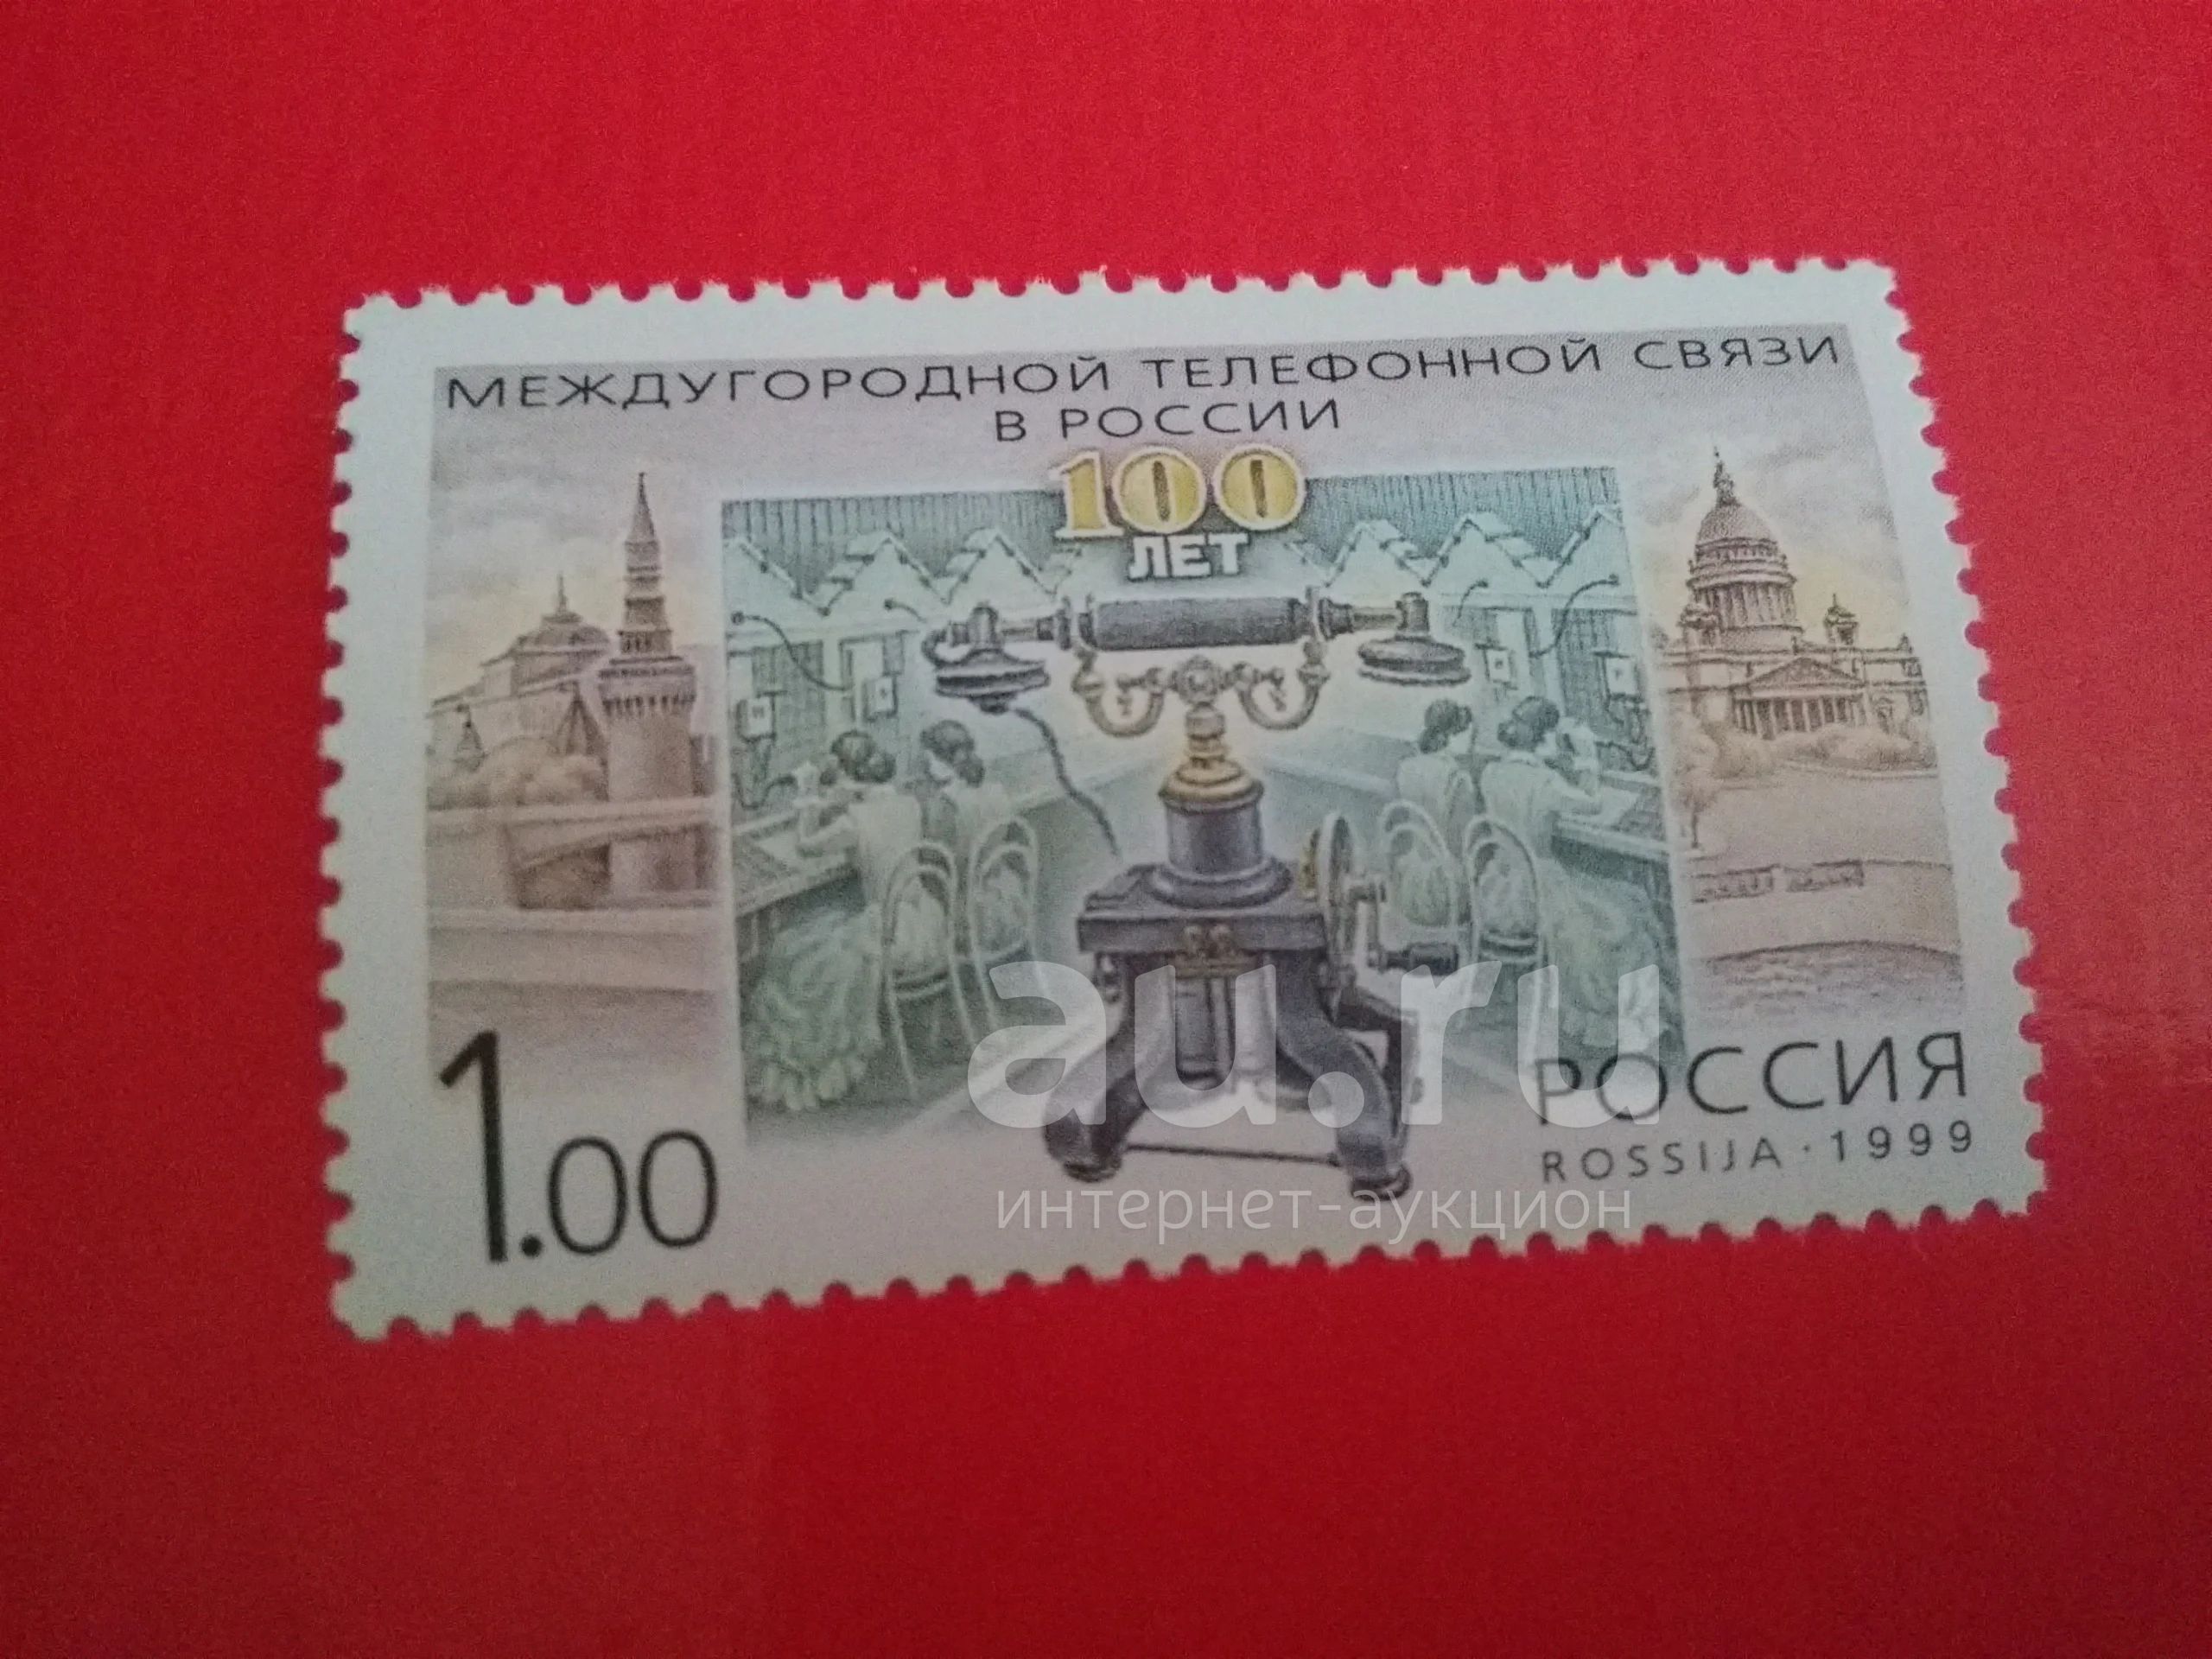 МЕЖДУГОРОДНОЙ ТЕЛЕФОННОЙ СВЯЗИ
В РОССИИ
100
ЛЕТ
1.00
РОССИЯ
ROSSIJA · 1999
au.ru
интернет-аукцион